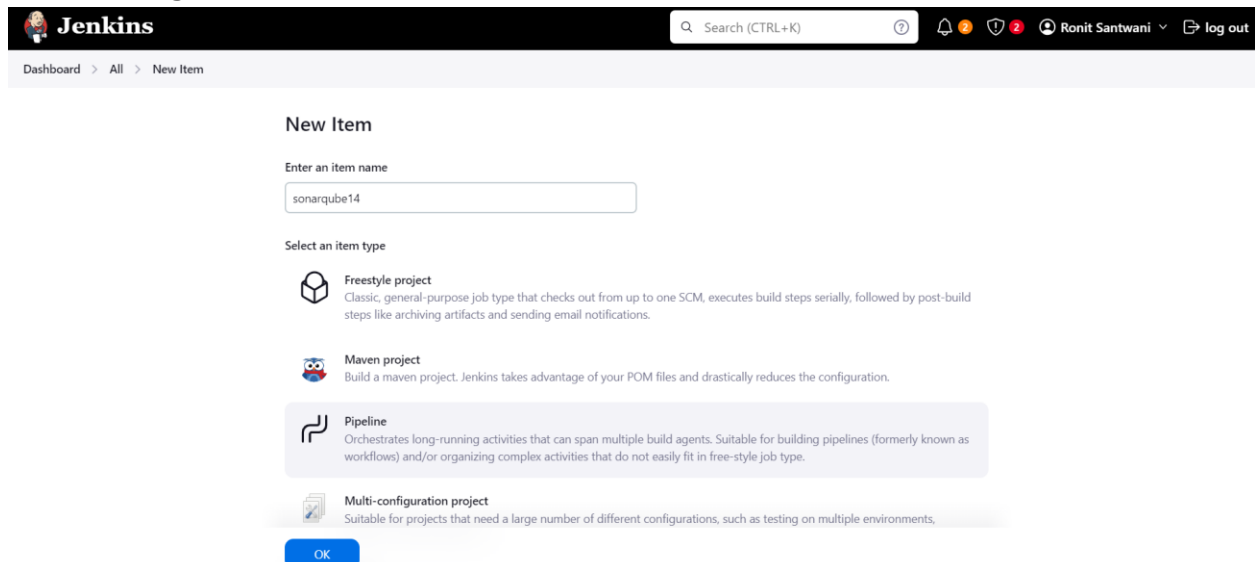 Jenkins
Search (CTRL+K)
2
2
Ronit Santwani
log out
Dashboard > All > New Item
New Item
Enter an item name
sonarqube14
Select an item type
Freestyle project
Classic, general-purpose job type that checks out from up to one SCM, executes build steps serially, followed by post-build
steps like archiving artifacts and sending email notifications.
Maven project
Build a maven project. Jenkins takes advantage of your POM files and drastically reduces the configuration.
Pipeline
Orchestrates long-running activities that can span multiple build agents. Suitable for building pipelines (formerly known as
workflows) and/or organizing complex activities that do not easily fit in free-style job type.
Multi-configuration project
Suitable for projects that need a large number of different configurations, such as testing on multiple environments,
OK